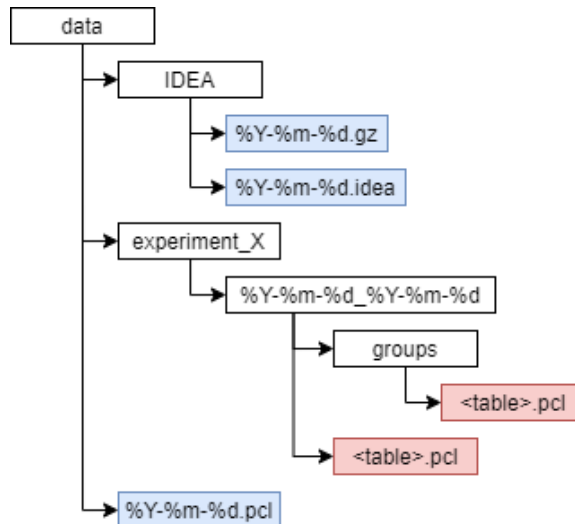 data
IDEA
%Y-%m-%d.gz
%Y-%m-%d.idea
experiment_X
%Y-%m-%d_%Y-%m-%d
groups
<table>.pcl
<table>.pcl
%Y-%m-%d.pcl